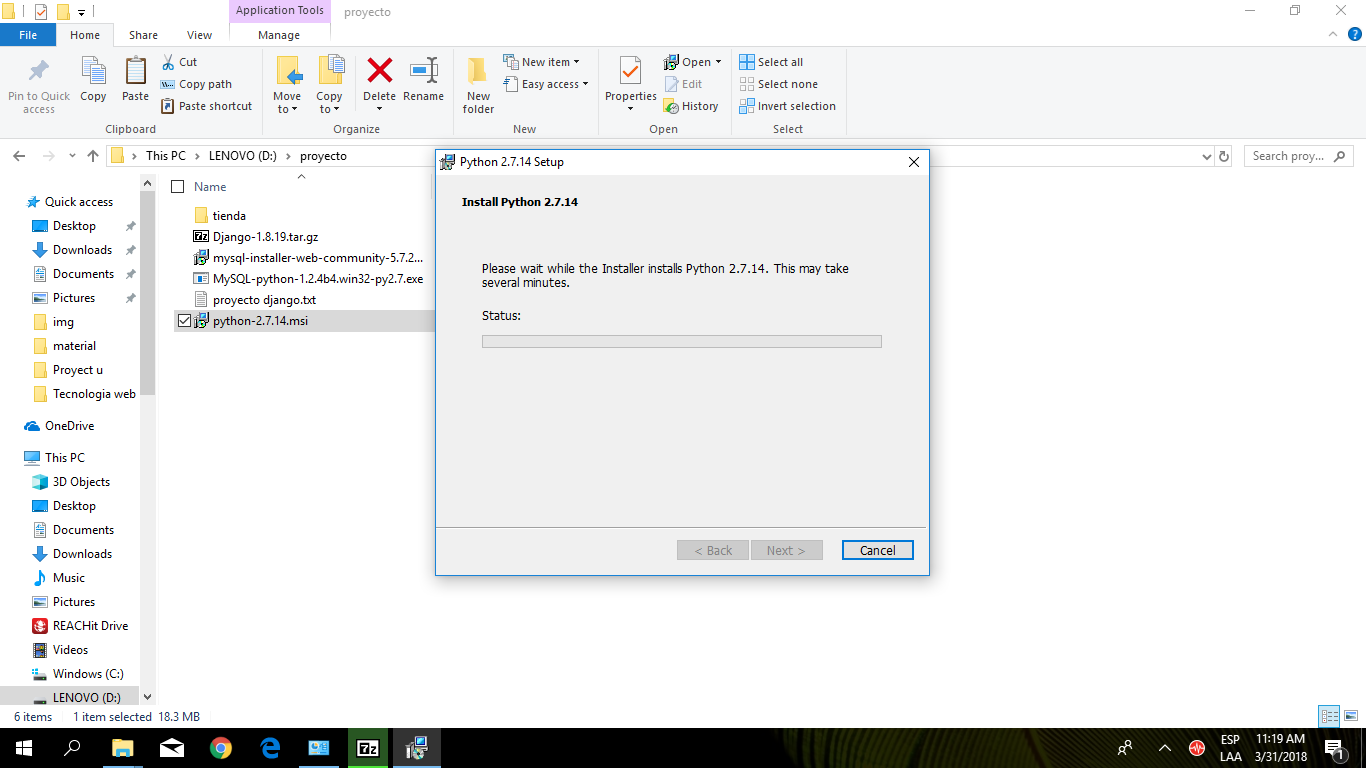 Application Tools
proyecto
File
Home
Share
View
Manage
Pin to Quick access
Copy
Paste
Cut
Copy path
Paste shortcut
Clipboard
Move to
Copy to
Delete
Rename
Organize
New folder
New item
Easy access
New
Properties
Open
Edit
History
Open
Select all
Select none
Invert selection
Select
This PC > LENOVO (D:) > proyecto
Search proy...
Name
tienda
Django-1.8.19.tar.gz
mysql-installer-web-community-5.7.2...
MySQL-python-1.2.4b4.win32-py2.7.exe
proyecto django.txt
python-2.7.14.msi
Quick access
Desktop
Downloads
Documents
Pictures
img
material
Proyect u
Tecnologia web
OneDrive
This PC
3D Objects
Desktop
Documents
Downloads
Music
Pictures
REACHit Drive
Videos
Windows (C:)
LENOVO (D:)
Python 2.7.14 Setup
Install Python 2.7.14
Please wait while the Installer installs Python 2.7.14. This may take
several minutes.
Status:
< Back
Next >
Cancel
6 items
1 item selected 18.3 MB
7z
ESP
LAA
11:19 AM
3/31/2018
1